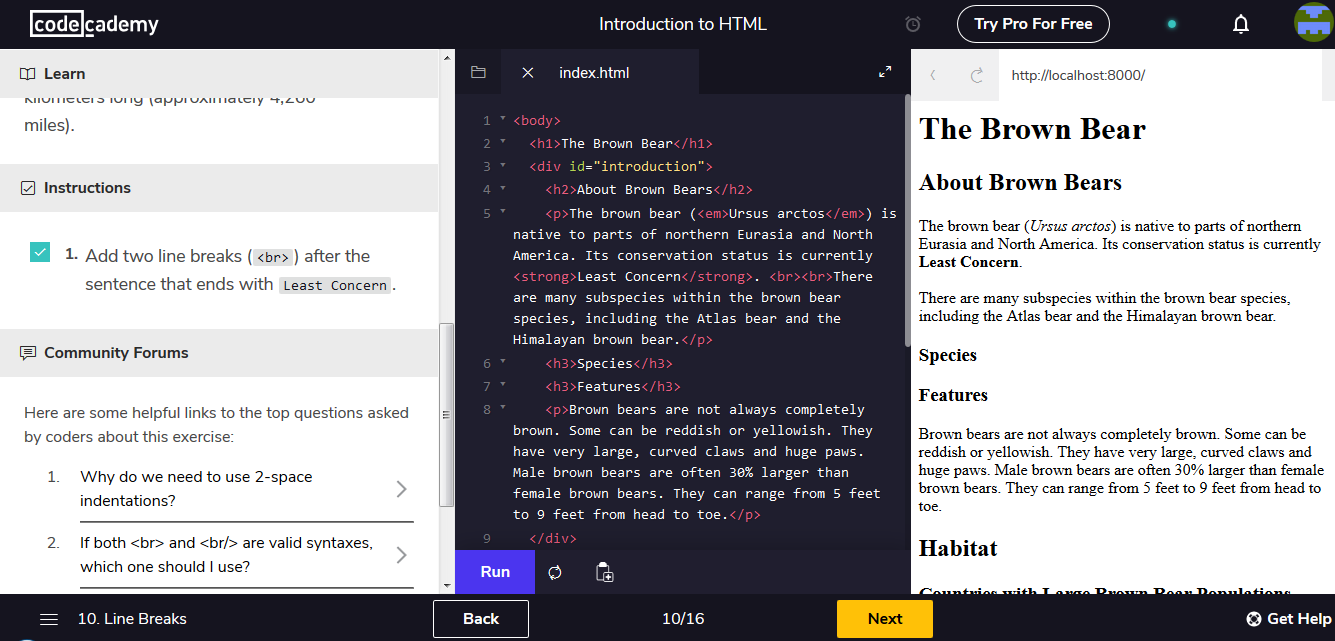 codecademy
Introduction to HTML
Try Pro For Free
Learn
kilometers long (approximately 4,260
miles).
Instructions
1. Add two line breaks (<br>) after the
sentence that ends with Least Concern.
Community Forums
Here are some helpful links to the top questions asked
by coders about this exercise:
1. Why do we need to use 2-space
indentations?
2. If both <br> and <br/> are valid syntaxes,
which one should I use?
index.html
1 <body>
2 <h1>The Brown Bear</h1>
3 <div id="introduction">
4 <h2>About Brown Bears</h2>
5 <p>The brown bear (<em>Ursus arctos</em>) is
native to parts of northern Eurasia and North
America. Its conservation status is currently
<strong>Least Concern</strong>. <br><br>There
are many subspecies within the brown bear
species, including the Atlas bear and the
Himalayan brown bear.</p>
6 <h3>Species</h3>
7 <h3>Features</h3>
8 <p>Brown bears are not always completely
brown. Some can be reddish or yellowish. They
have very large, curved claws and huge paws.
Male brown bears are often 30% larger than
female brown bears. They can range from 5 feet
to 9 feet from head to toe.</p>
9 </div>
Run
http://localhost:8000/
The Brown Bear
About Brown Bears
The brown bear (Ursus arctos) is native to parts of northern
Eurasia and North America. Its conservation status is currently
Least Concern.
There are many subspecies within the brown bear species,
including the Atlas bear and the Himalayan brown bear.
Species
Features
Brown bears are not always completely brown. Some can be
reddish or yellowish. They have very large, curved claws and
huge paws. Male brown bears are often 30% larger than female
brown bears. They can range from 5 feet to 9 feet from head to
toe.
Habitat
Countries with Large Brown Bear Populations
10. Line Breaks
Back
10/16
Next
Get Help